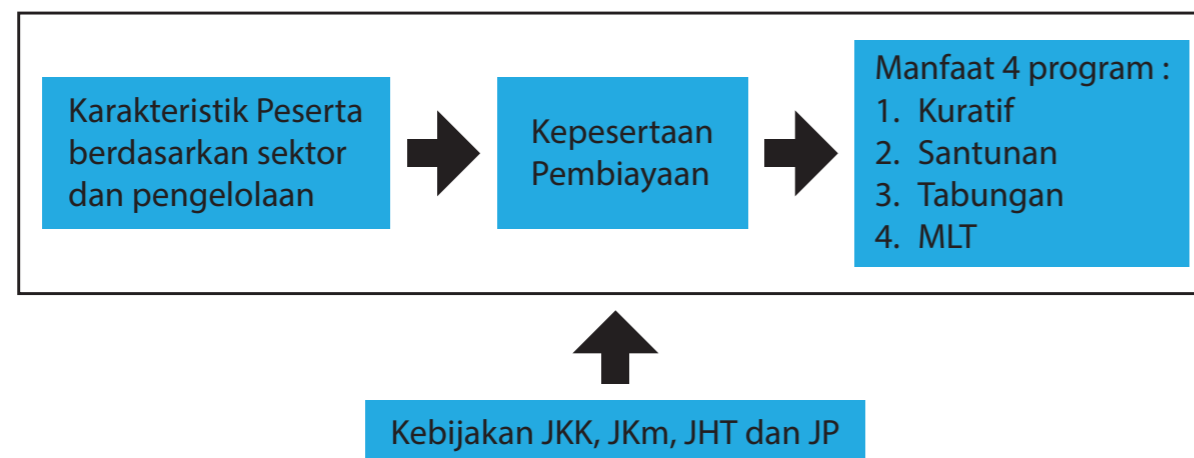 Karakteristik Peserta
berdasarkan sektor
dan pengelolaan
Kepesertaan
Pembiayaan
Manfaat 4 program :
1. Kuratif
2. Santunan
3. Tabungan
4. MLT
Kebijakan JKK, JKm, JHT dan JP